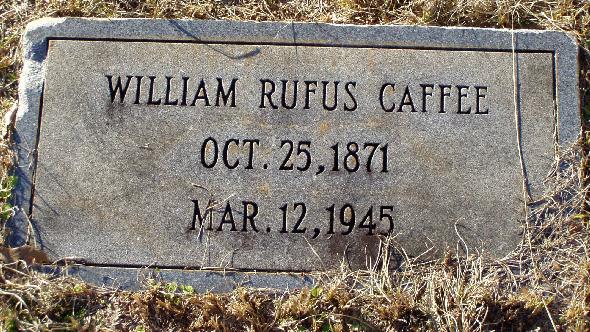 WILLIAM RUFUS CAFFEE
OCT. 25, 1871
MAR. 12, 1945